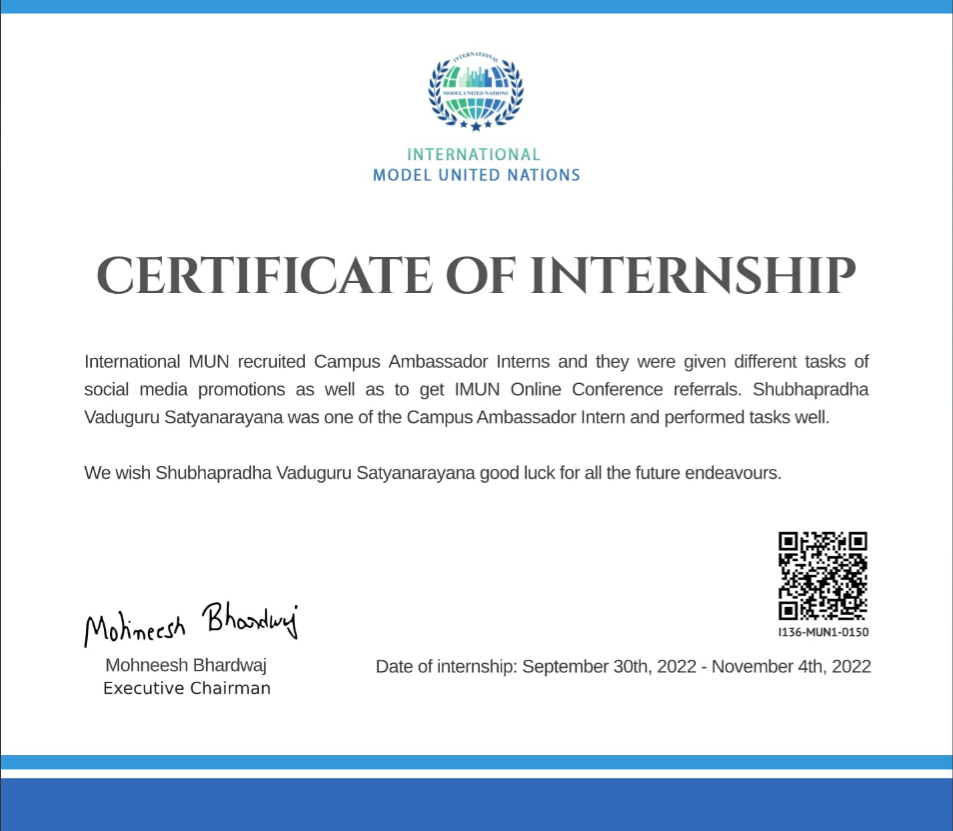 INTERNATIONAL
MODEL UNITED NATIONS
INTERNATIONAL
MODEL UNITED NATIONS
CERTIFICATE OF INTERNSHIP
International MUN recruited Campus Ambassador Interns and they were given different tasks of
social media promotions as well as to get IMUN Online Conference referrals. Shubhapradha
Vaduguru Satyanarayana was one of the Campus Ambassador Intern and performed tasks well.
We wish Shubhapradha Vaduguru Satyanarayana good luck for all the future endeavours.
I136-MUN1-0150
Mohneesh Bhardwaj
Mohneesh Bhardwaj
Executive Chairman
Date of internship: September 30th, 2022 - November 4th, 2022